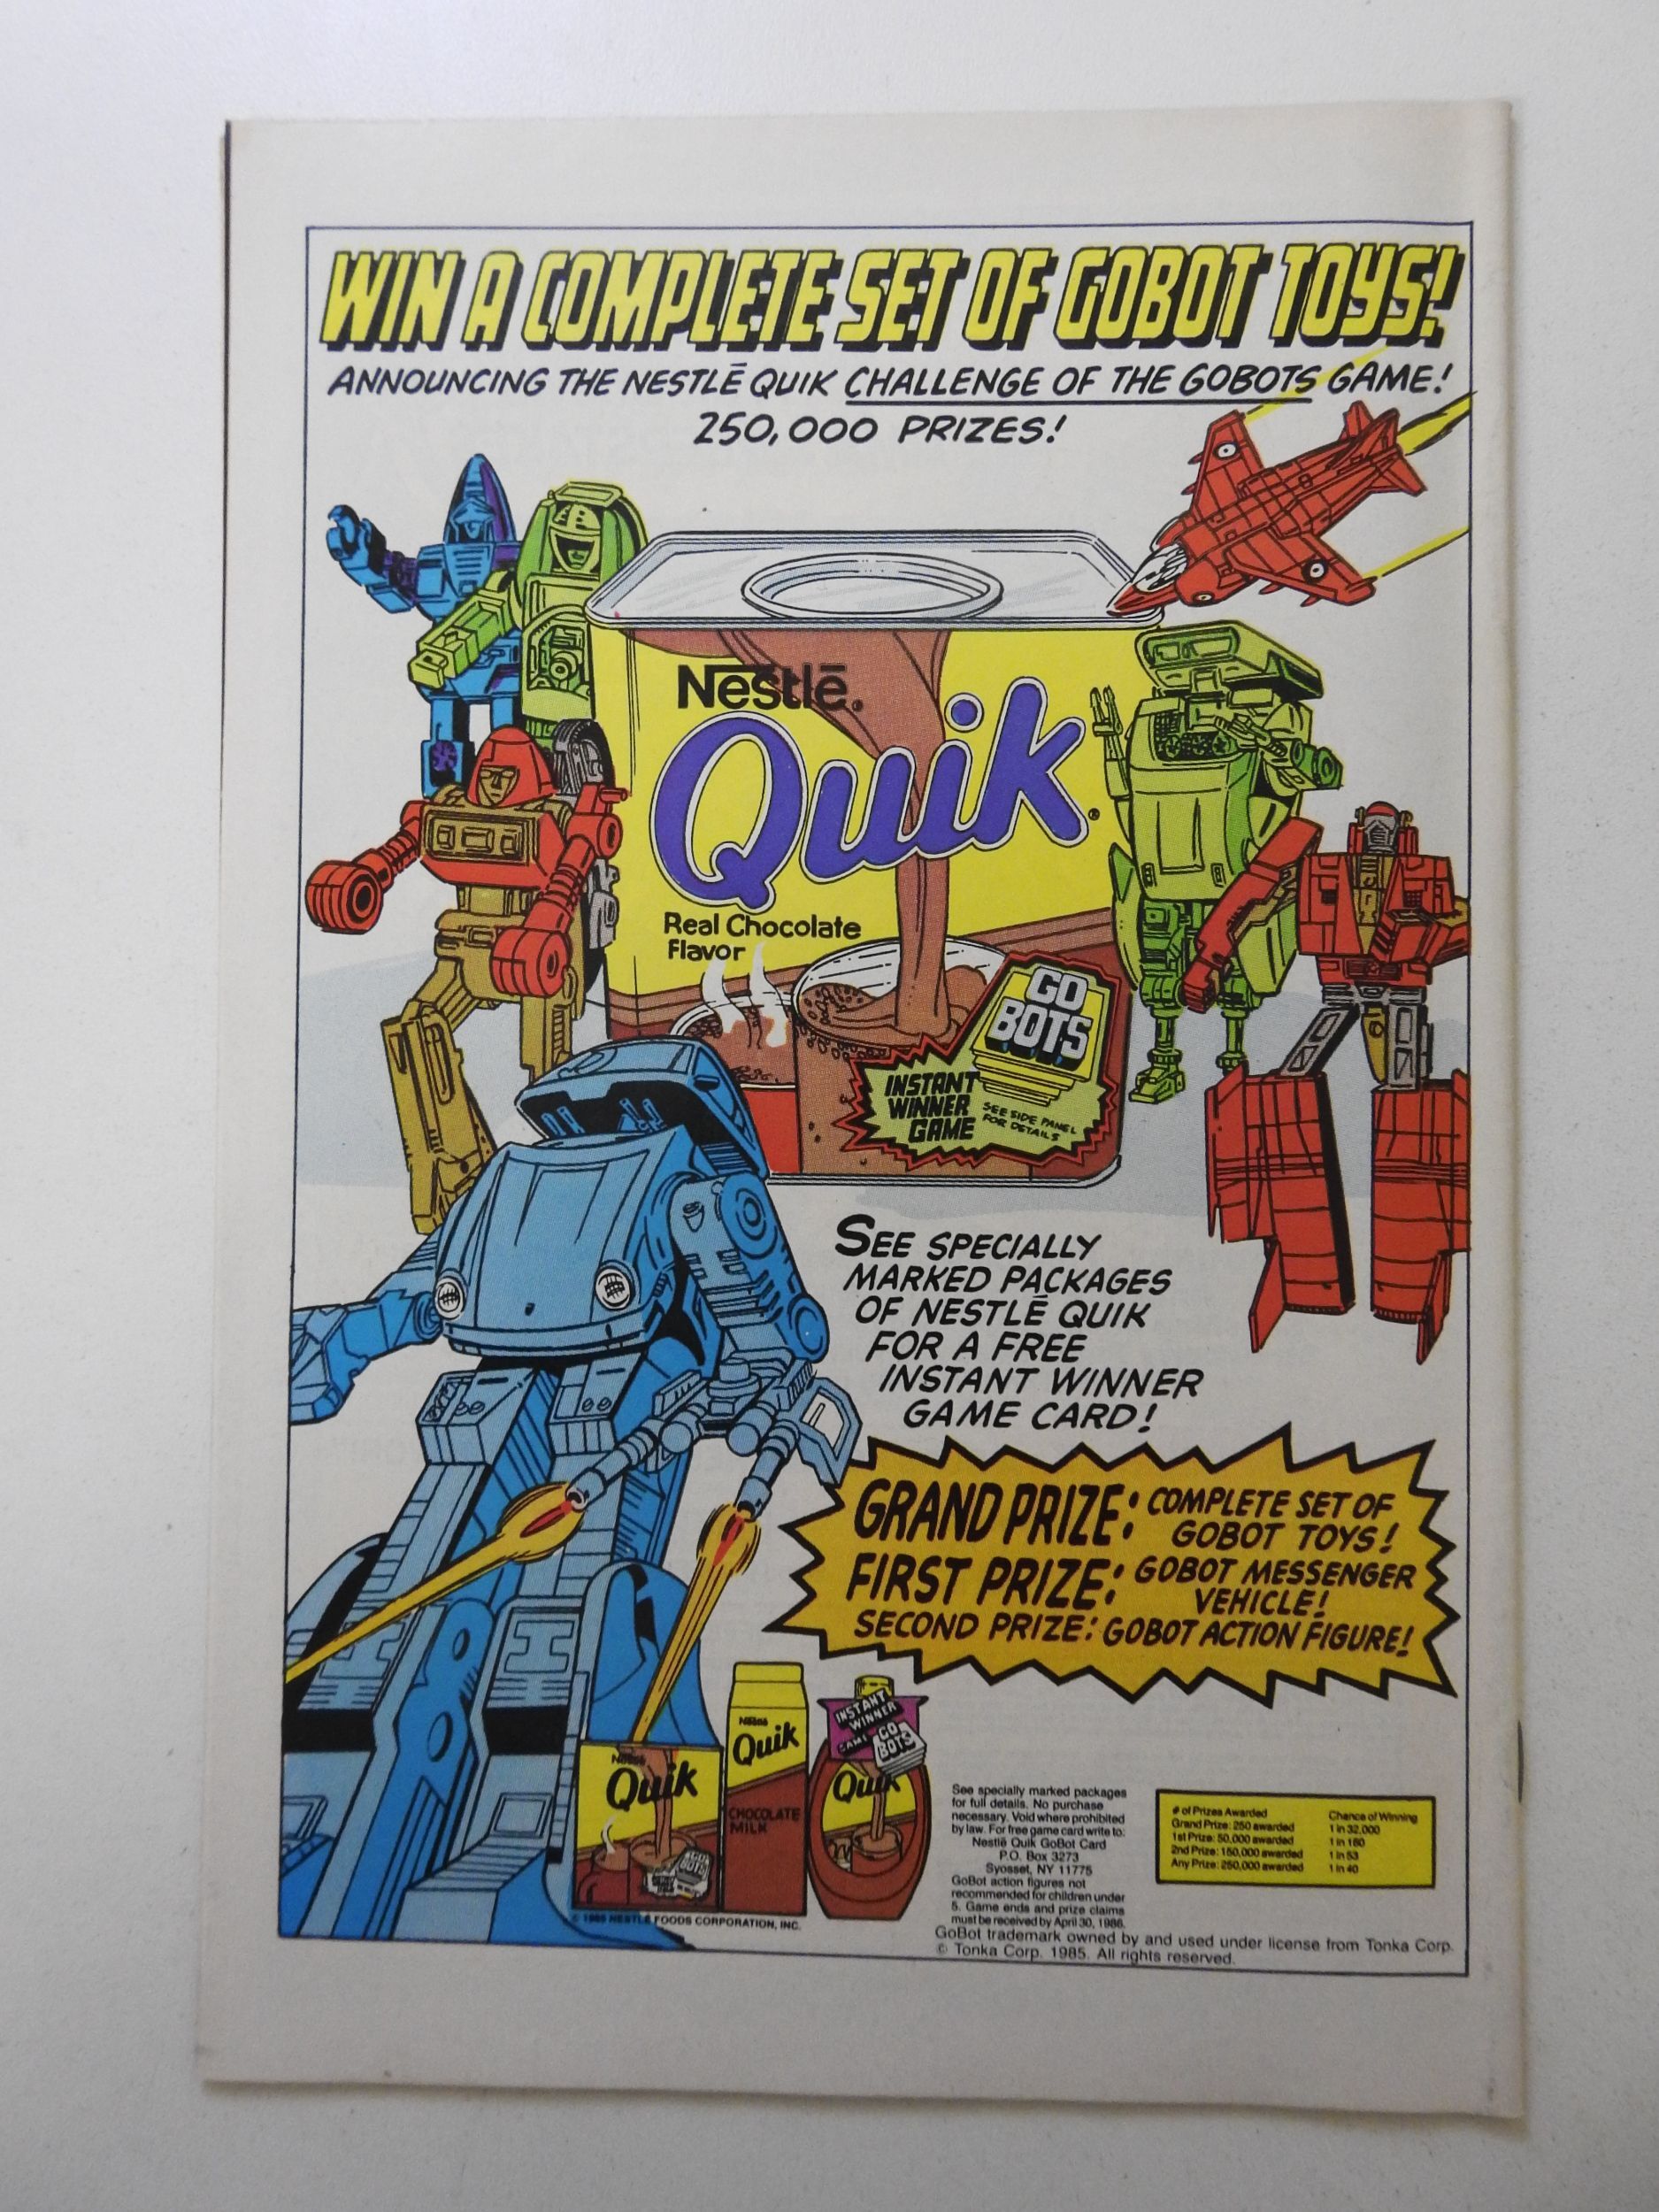 WIN A COMPLETE SET OF GOBOT TOYS!
ANNOUNCING THE NESTLĒ QUIK CHALLENGE OF THE GOBOTS GAME!
250,000 PRIZES!
Nestlē®
Quik®
Real Chocolate
Flavor
GO
BOTS
INSTANT
WINNER
GAME
SEE SIDE PANEL
FOR DETAILS
SEE SPECIALLY
MARKED PACKAGES
OF NESTLĒ QUIK
FOR A FREE
INSTANT WINNER
GAME CARD!
GRAND PRIZE: COMPLETE SET OF
GOBOT TOYS!
FIRST PRIZE: GOBOT MESSENGER
VEHICLE!
SECOND PRIZE: GOBOT ACTION FIGURE!
Nestlē
Quik
Nestlē
Quik
CHOCOLATE
MILK
INSTANT
WINNER
GAME
GO
BOTS
Quik
© 1985 NESTLĒ FOODS CORPORATION, INC.
See specially marked packages
for full details. No purchase
necessary. Void where prohibited
by law. For free game card write to:
Nestlē Quik GoBot Card
P.O. Box 3273
Syosset, NY 11775
GoBot action figures not
recommended for children under
5. Game ends and prize claims
must be received by April 30, 1986.
# of Prizes Awarded Chance of Winning
Grand Prize: 250 awarded 1 in 32,000
1st Prize: 50,000 awarded 1 in 160
2nd Prize: 150,000 awarded 1 in 53
Any Prize: 250,000 awarded 1 in 40
GoBot trademark owned by and used under license from Tonka Corp.
© Tonka Corp. 1985. All rights reserved.